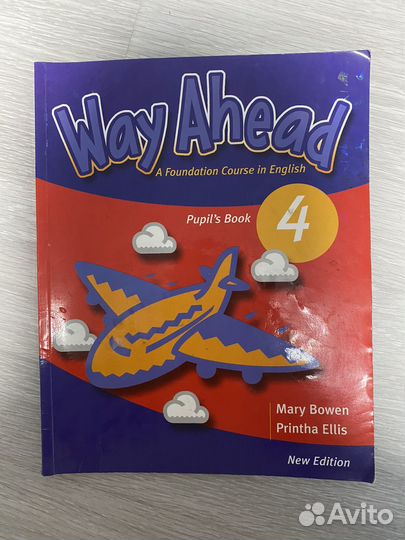 Way Ahead
A Foundation Course in English
Pupil's Book
4
Mary Bowen
Printha Ellis
New Edition
Avito